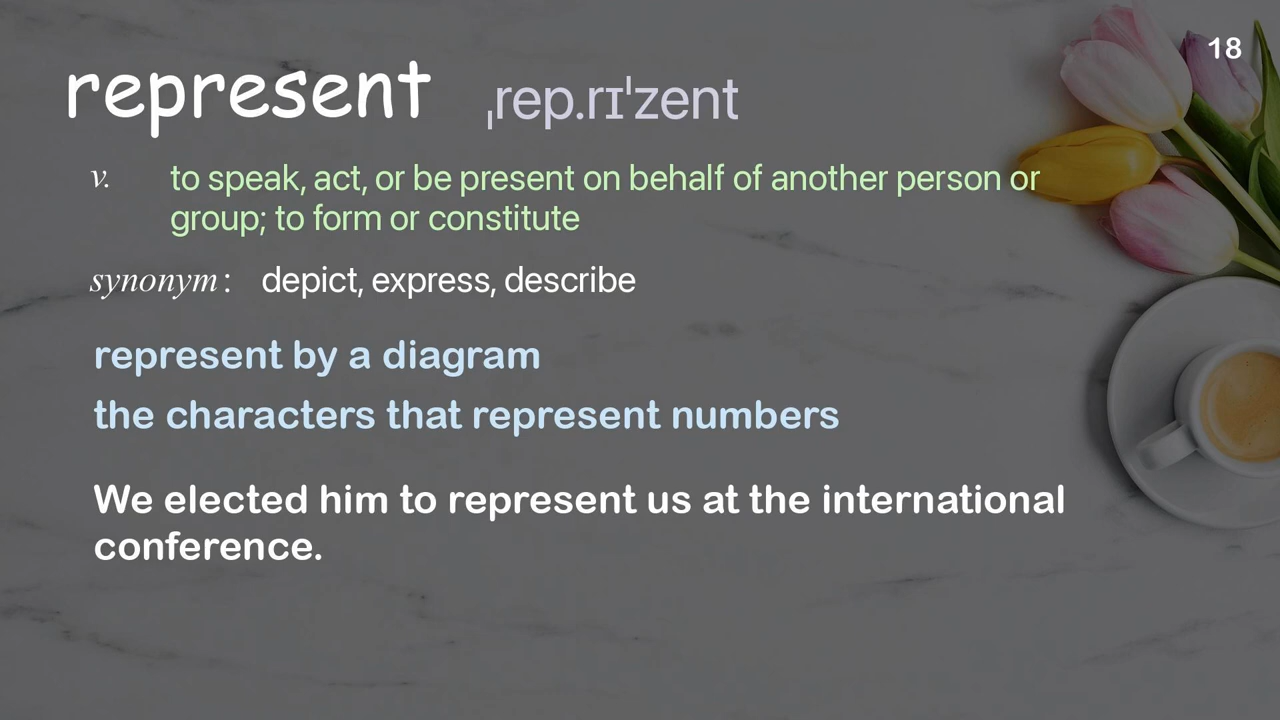 18
represent ˌrep.rɪˈzent
v. to speak, act, or be present on behalf of another person or
group; to form or constitute
synonym: depict, express, describe
represent by a diagram
the characters that represent numbers
We elected him to represent us at the international
conference.